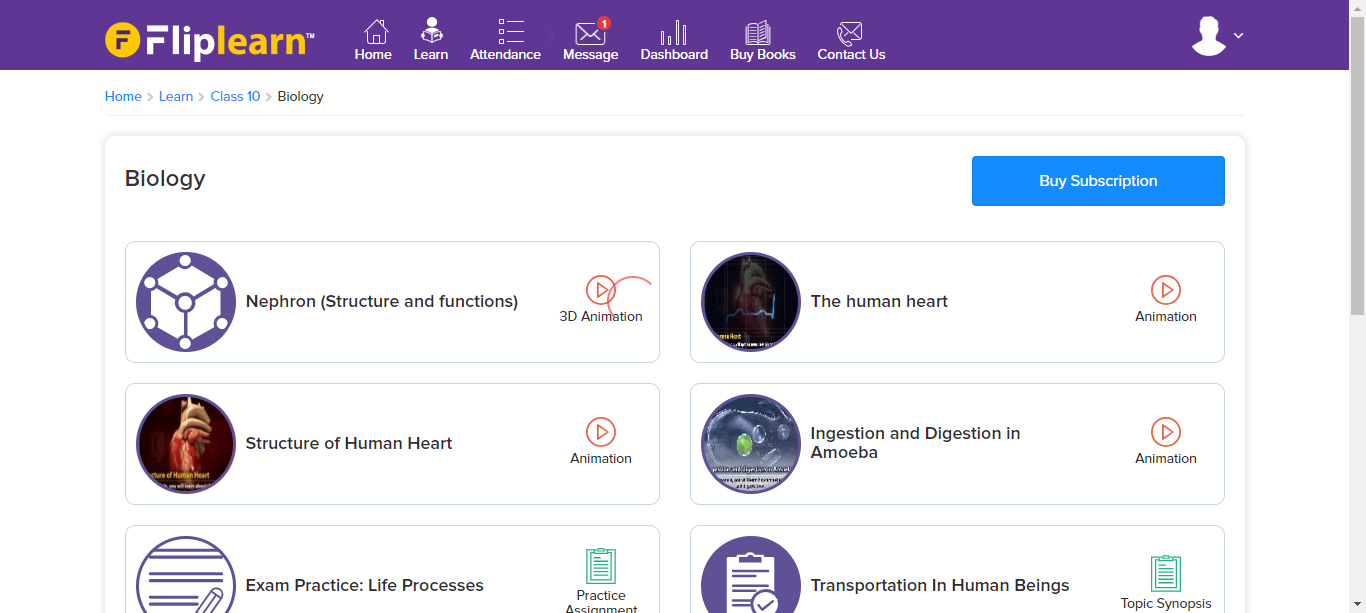 Fliplearn™
Home
Learn
Attendance
1
Message
Dashboard
Buy Books
Contact Us
Home > Learn > Class 10 > Biology
Biology
Buy Subscription
Nephron (Structure and functions)
3D Animation
The human heart
Animation
Structure of Human Heart
Animation
Ingestion and Digestion in
Amoeba
Animation
Exam Practice: Life Processes
Practice
Assignment
Transportation In Human Beings
Topic Synopsis